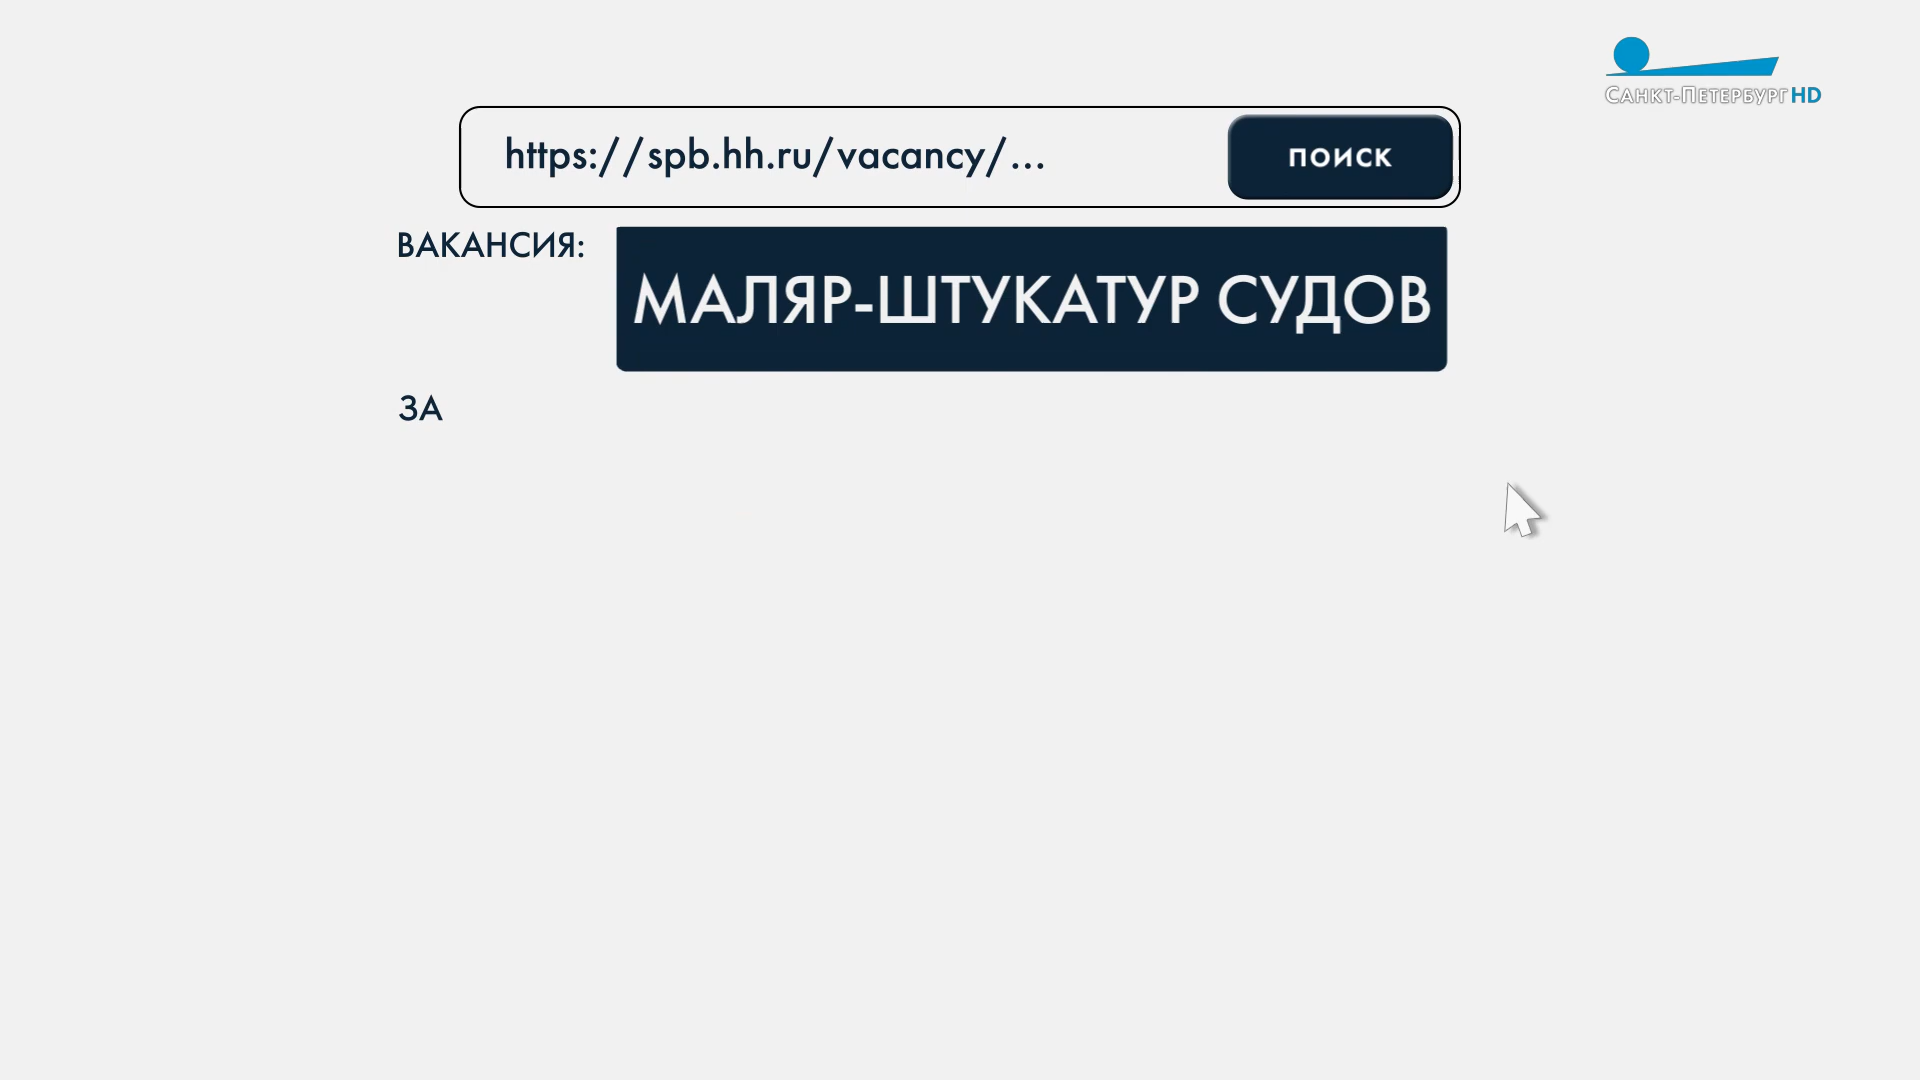 Санкт-Петербург HD
https://spb.hh.ru/vacancy/...
ПОИСК
ВАКАНСИЯ:
МАЛЯР-ШТУКАТУР СУДОВ
ЗА